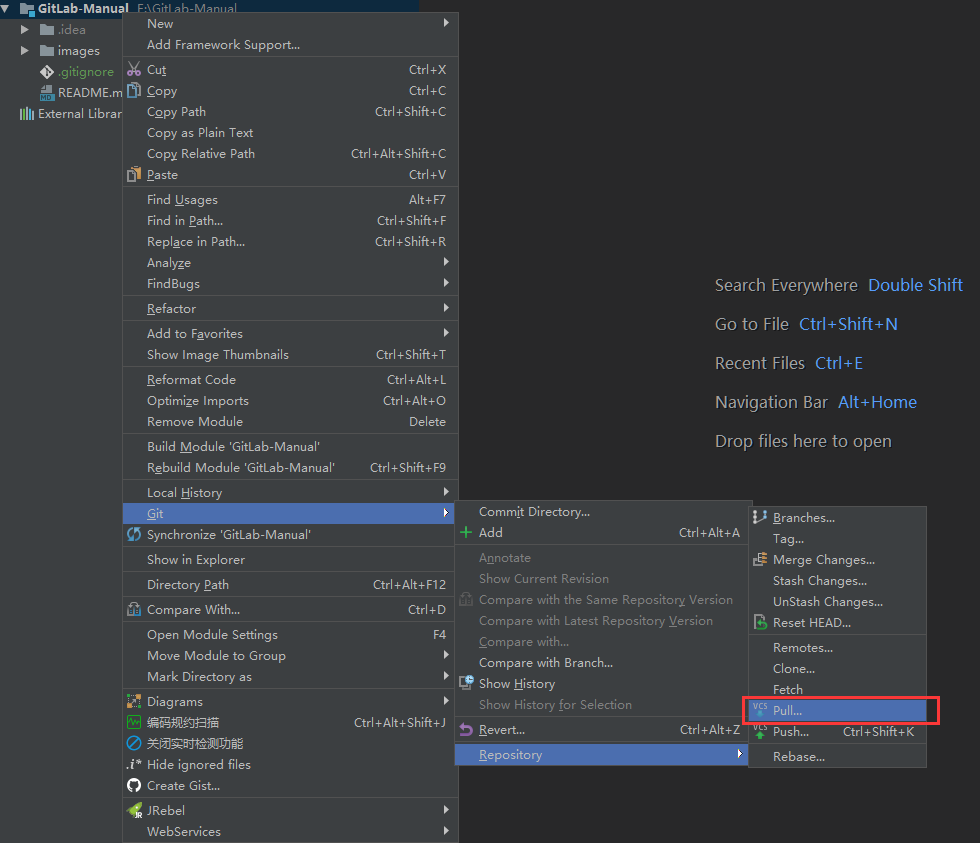 GitLab-Manual E:\GitLab-Manual
.idea
images
.gitignore
README.m
External Librar
New
Add Framework Support...
Cut Ctrl+X
Copy Ctrl+C
Copy Path Ctrl+Shift+C
Copy as Plain Text
Copy Relative Path Ctrl+Alt+Shift+C
Paste Ctrl+V
Find Usages Alt+F7
Find in Path... Ctrl+Shift+F
Replace in Path... Ctrl+Shift+R
Analyze
FindBugs
Refactor
Add to Favorites
Show Image Thumbnails Ctrl+Shift+T
Reformat Code Ctrl+Alt+L
Optimize Imports Ctrl+Alt+O
Remove Module Delete
Build Module 'GitLab-Manual'
Rebuild Module 'GitLab-Manual' Ctrl+Shift+F9
Local History
Git
Synchronize 'GitLab-Manual'
Show in Explorer
Directory Path Ctrl+Alt+F12
Compare With... Ctrl+D
Open Module Settings F4
Move Module to Group
Mark Directory as
Diagrams
编码规约扫描 Ctrl+Alt+Shift+J
关闭实时检测功能
.i* Hide ignored files
Create Gist...
JRebel
WebServices
Commit Directory...
Add Ctrl+Alt+A
Annotate
Show Current Revision
Compare with the Same Repository Version
Compare with Latest Repository Version
Compare with...
Compare with Branch...
Show History
Show History for Selection
Revert... Ctrl+Alt+Z
Repository
Branches...
Tag...
Merge Changes...
Stash Changes...
UnStash Changes...
Reset HEAD...
Remotes...
Clone...
Fetch
VCS Pull...
VCS Push... Ctrl+Shift+K
Rebase...
Search Everywhere Double Shift
Go to File Ctrl+Shift+N
Recent Files Ctrl+E
Navigation Bar Alt+Home
Drop files here to open